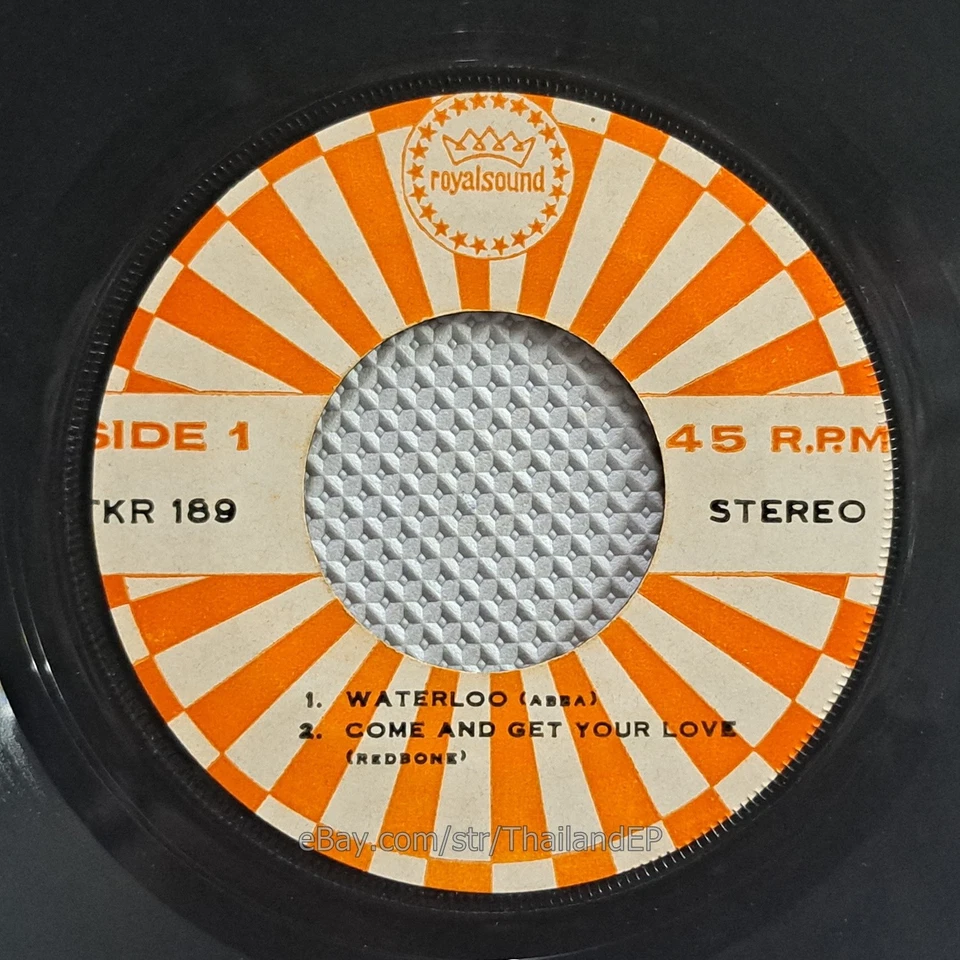 royalsound
SIDE 1
45 R.P.M
TKR 189
STEREO
1. WATERLOO (ABBA)
2. COME AND GET YOUR LOVE
(REDBONE)
eBay.com/str/ThailandEP